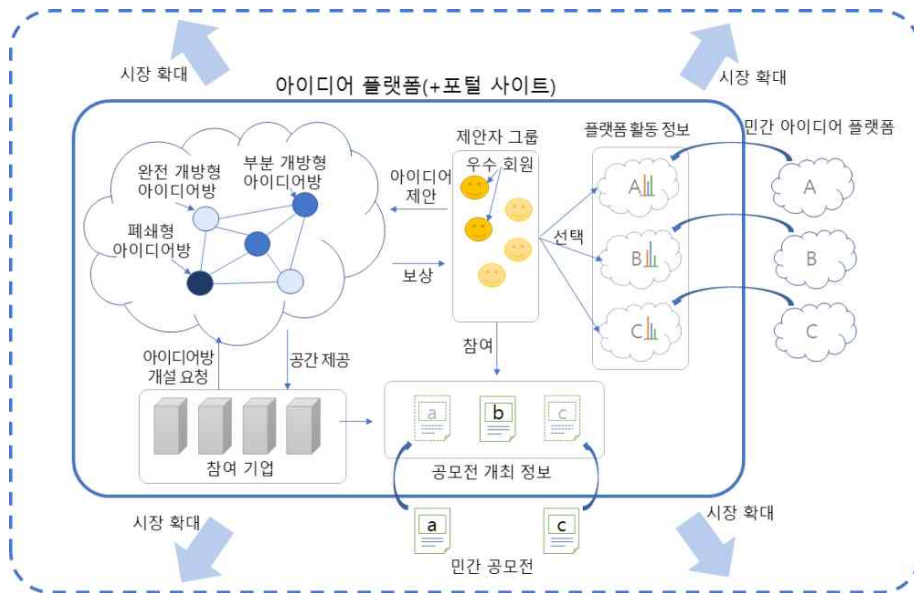 시장 확대
시장 확대
아이디어 플랫폼(+포털 사이트)
민간 아이디어 플랫폼
제안자 그룹
플랫폼 활동 정보
우수 회원
완전 개방형
아이디어방
부분 개방형
아이디어방
아이디어
제안
A
A
폐쇄형
아이디어방
선택
B
B
보상
C
C
참여
아이디어방
개설 요청
공간 제공
a
b
c
참여 기업
공모전 개최 정보
시장 확대
시장 확대
a
c
민간 공모전